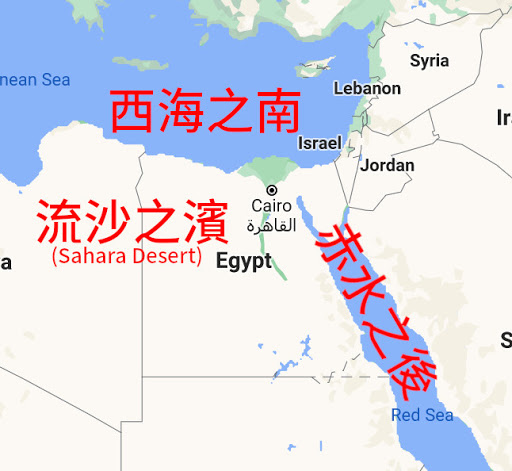 Syria
nean Sea
Lebanon
西海之南
Ir
Israel
Jordan
Cairo
القاهرة
流沙之濱
(Sahara Desert)
a
Egypt
赤水之後
S
Red Sea